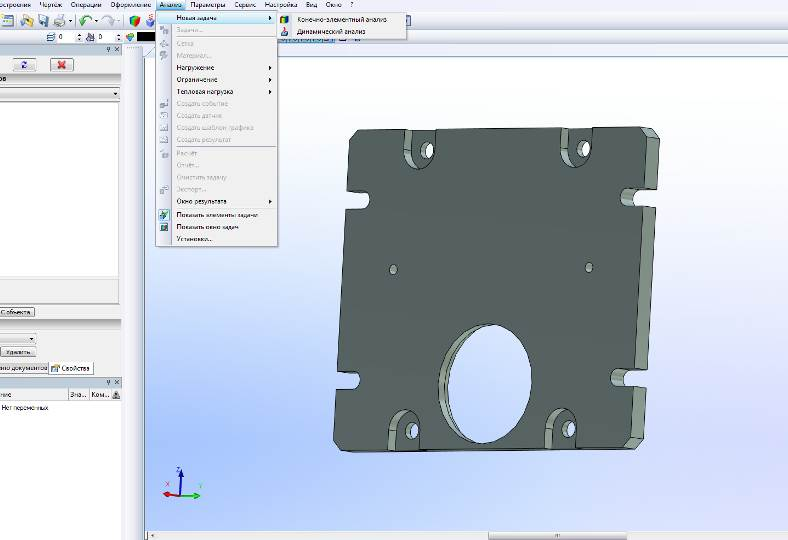 остроения Чертёж Операции Оформление Анализ Параметры Сервис Настройка Вид Окно ?
Новая задача
Конечно-элементный анализ
Задачи...
Динамический анализ
0 0
Сетка
Материал...
Нагружение
Ограничение
Тепловая нагрузка
Создать событие
Создать датчик
Создать шаблон графика
Создать результат
Расчёт
Отчёт...
Очистить задачу
Экспорт...
Окно результата
Показать элементы задачи
Показать окно задач
Установки...
ов
С объекта
Удалить
но документов Свойства
ние Зна... Ком...
Нет переменных
Z
X
Y